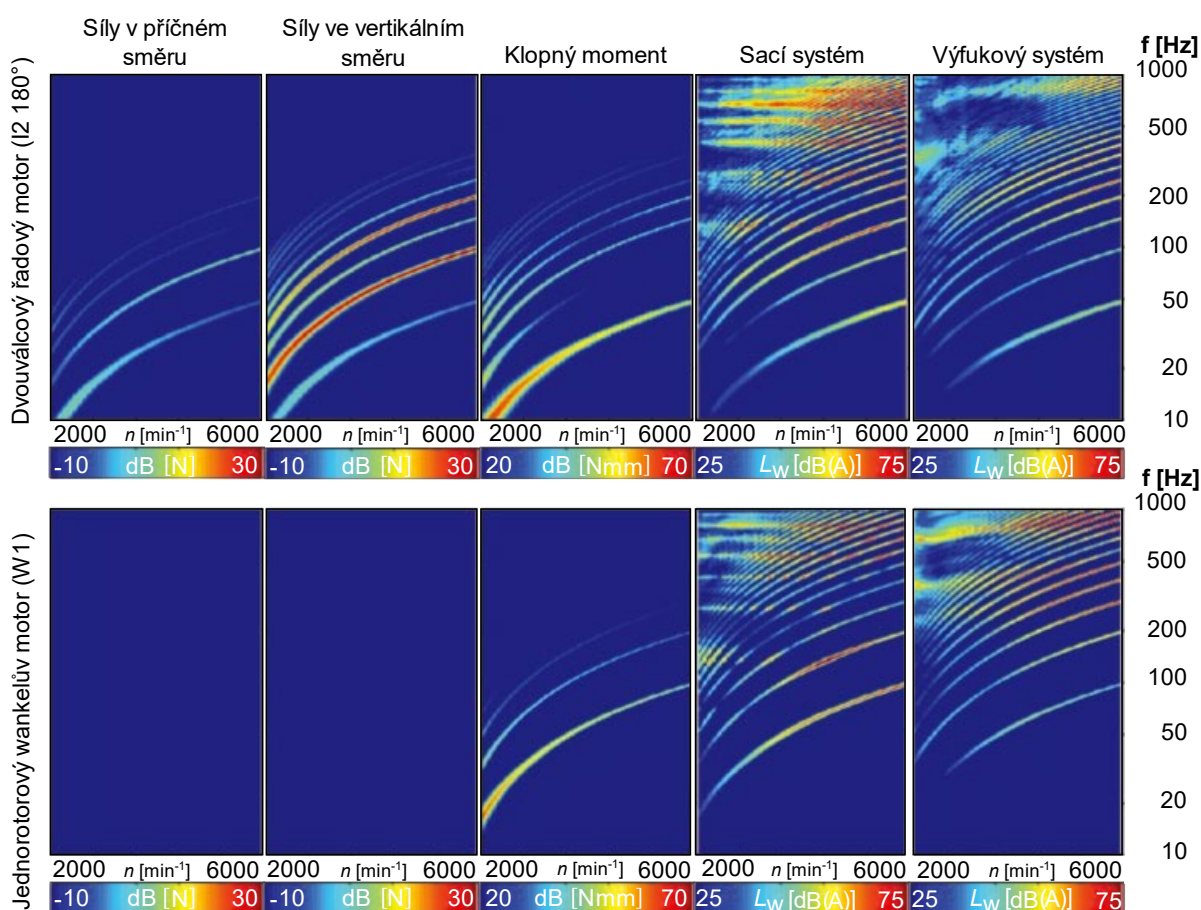 Síly v příčném
směru
Síly ve vertikálním
směru
Klopný moment
Sací systém
Výfukový systém
f [Hz]
Dvouválcový řadový motor (I2 180°)
1000
500
200
100
50
20
10
2000 n [min-1] 6000
2000 n [min-1] 6000
2000 n [min-1] 6000
2000 n [min-1] 6000
2000 n [min-1] 6000
-10 dB [N] 30
-10 dB [N] 30
20 dB [Nmm] 70
25 LW [dB(A)] 75
25 LW [dB(A)] 75
f [Hz]
Jednorotorový wankelův motor (W1)
1000
500
200
100
50
20
10
2000 n [min-1] 6000
2000 n [min-1] 6000
2000 n [min-1] 6000
2000 n [min-1] 6000
2000 n [min-1] 6000
-10 dB [N] 30
-10 dB [N] 30
20 dB [Nmm] 70
25 LW [dB(A)] 75
25 LW [dB(A)] 75